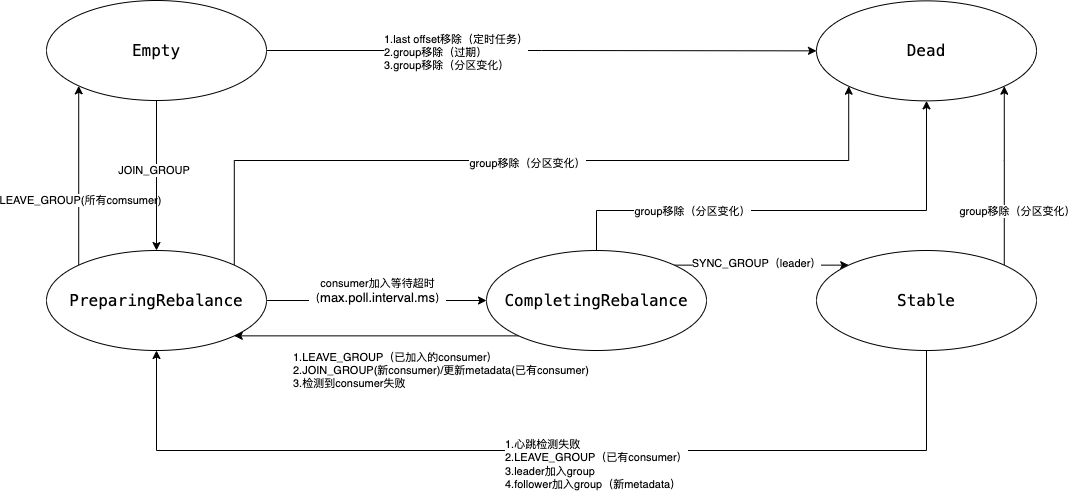 Empty
1.last offset移除（定时任务）
2.group移除（过期）
3.group移除（分区变化）
Dead
JOIN_GROUP
group移除（分区变化）
LEAVE_GROUP(所有comsumer)
group移除（分区变化）
group移除（分区变化）
SYNC_GROUP（leader）
PreparingRebalance
consumer加入等待超时
（max.poll.interval.ms）
CompletingRebalance
Stable
1.LEAVE_GROUP（已加入的consumer）
2.JOIN_GROUP(新consumer)/更新metadata(已有consumer)
3.检测到consumer失败
1.心跳检测失败
2.LEAVE_GROUP（已有consumer）
3.leader加入group
4.follower加入group（新metadata）